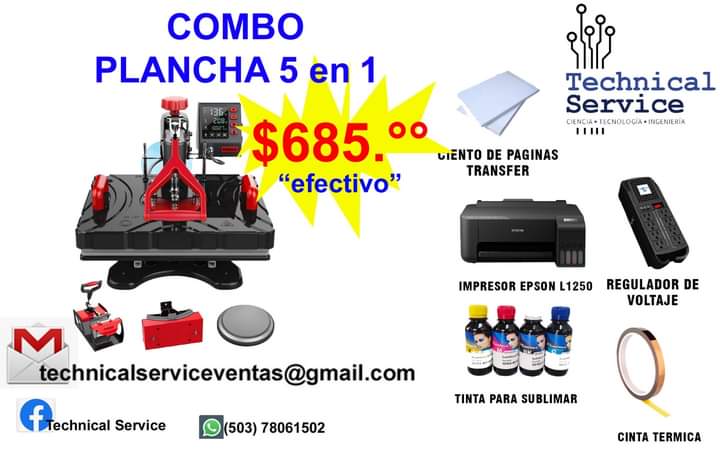 COMBO
PLANCHA 5 en 1
$685.°°
“efectivo”
Technical
Service
CIENCIA • TECNOLOGÍA • INGENIERÍA
CIENTO DE PAGINAS
TRANSFER
EPSON
IMPRESOR EPSON L1250
REGULADOR DE
VOLTAJE
TINTA PARA SUBLIMAR
CINTA TERMICA
technicalserviceventas@gmail.com
Technical Service
(503) 78061502